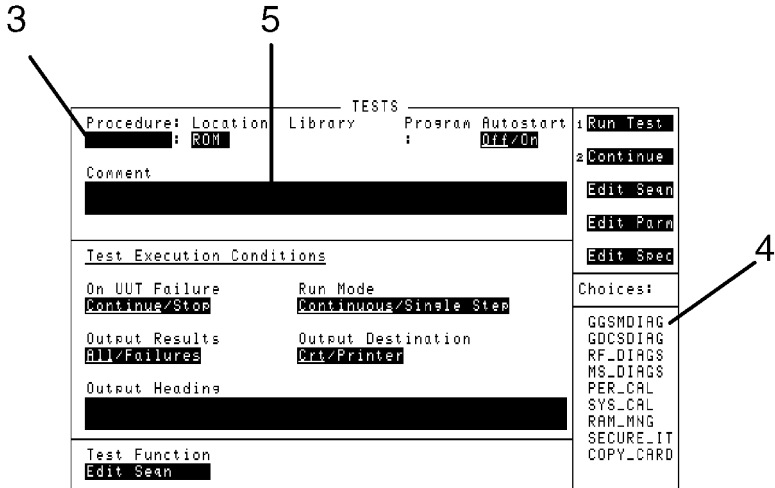 3
5
TESTS
Procedure: Location Library Program Autostart
: ROM : Off/On
Comment
Test Execution Conditions
On UUT Failure Run Mode
Continue/Stop Continuous/Single Step
Output Results Output Destination
All/Failures Crt/Printer
Output Heading
Test Function
Edit Seqn
1 Run Test
2 Continue
Edit Seqn
Edit Parm
Edit Spec
4
Choices:
GGSMDIAG
GDCSDIAG
RF_DIAGS
MS_DIAGS
PER_CAL
SYS_CAL
RAM_MNG
SECURE_IT
COPY_CARD